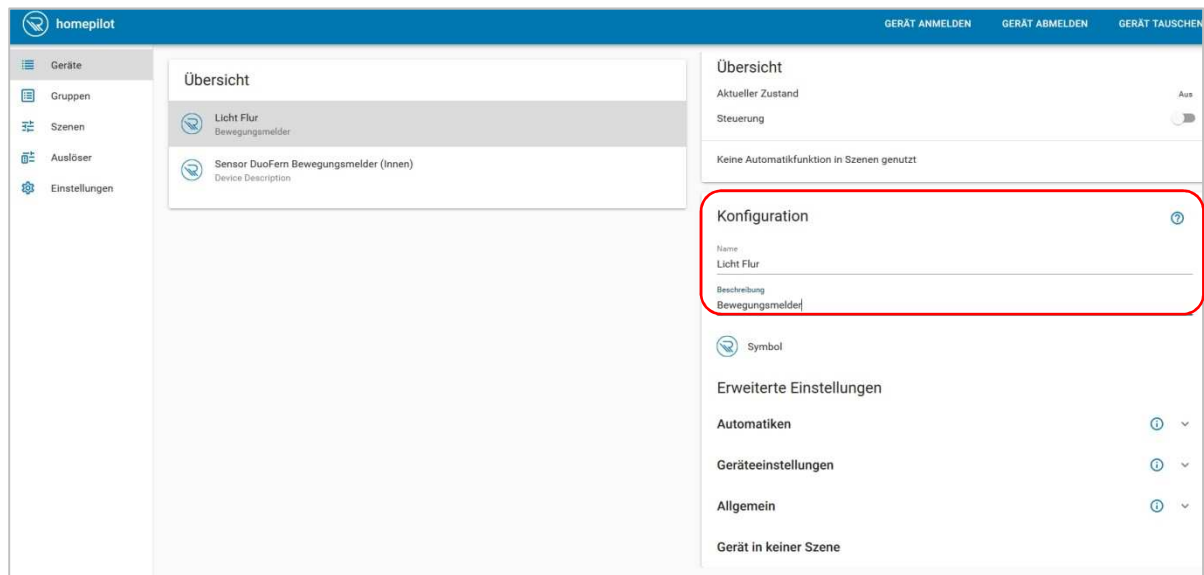 homepilot
GERÄT ANMELDEN GERÄT ABMELDEN GERÄT TAUSCHEN
Geräte
Gruppen
Szenen
Auslöser
Einstellungen
Übersicht
Licht Flur
Bewegungsmelder
Sensor DuoFern Bewegungsmelder (Innen)
Device Description
Übersicht
Aktueller Zustand Aus
Steuerung
Keine Automatikfunktion in Szenen genutzt
Konfiguration
Name
Licht Flur
Beschreibung
Bewegungsmelder
Symbol
Erweiterte Einstellungen
Automatiken
Geräteeinstellungen
Allgemein
Gerät in keiner Szene